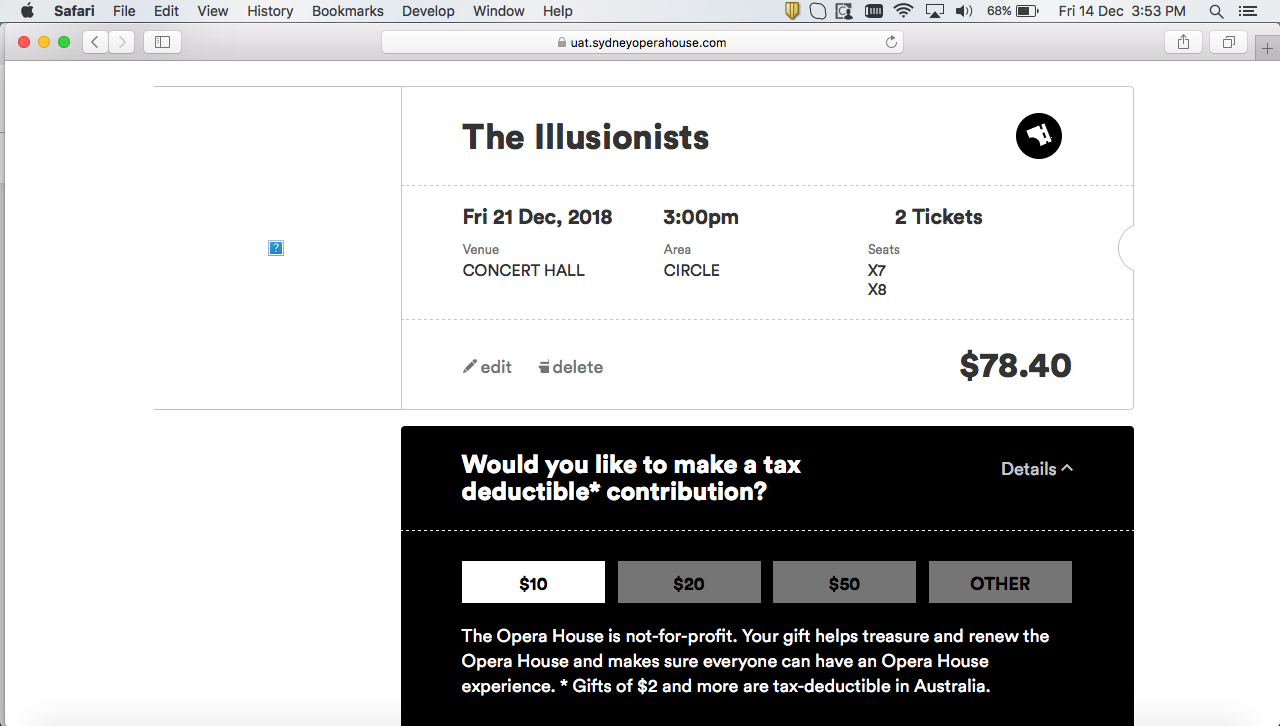 Safari File Edit View History Bookmarks Develop Window Help 68% Fri 14 Dec 3:53 PM
uat.sydneyoperahouse.com
The Illusionists
Fri 21 Dec, 2018 3:00pm 2 Tickets
Venue Area Seats
CONCERT HALL CIRCLE X7
X8
edit delete $78.40
Would you like to make a tax
deductible* contribution?
Details
$10 $20 $50 OTHER
The Opera House is not-for-profit. Your gift helps treasure and renew the
Opera House and makes sure everyone can have an Opera House
experience. * Gifts of $2 and more are tax-deductible in Australia.